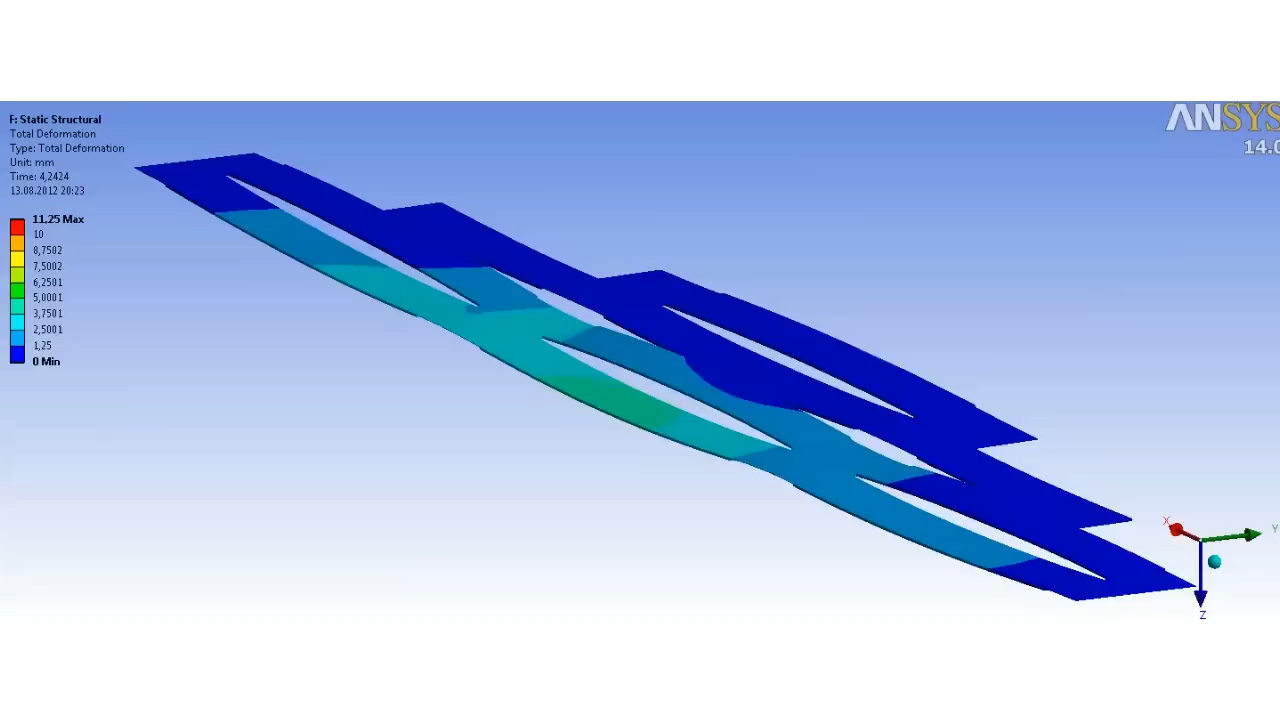 F: Static Structural
Total Deformation
Type: Total Deformation
Unit: mm
Time: 4,2424
13.08.2012 20:23
11,25 Max
10
8,7502
7,5002
6,2501
5,0001
3,7501
2,5001
1,25
0 Min
ANSYS
14.0
X
Y
Z